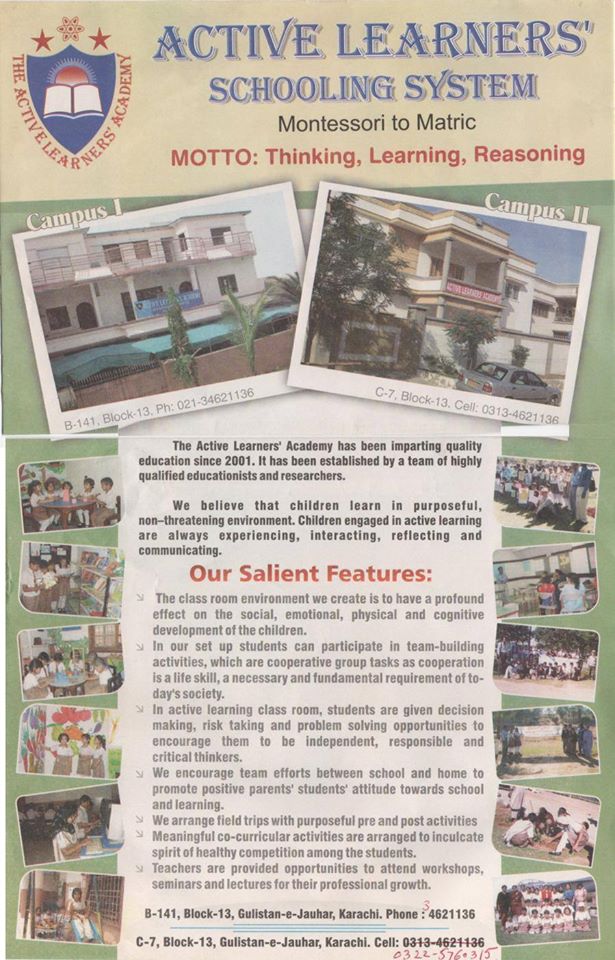 THE ACTIVE LEARNERS' ACADEMY
ACTIVE LEARNERS'
SCHOOLING SYSTEM
Montessori to Matric
MOTTO: Thinking, Learning, Reasoning
Campus I
Campus II
ACTIVE LEARNERS
ACTIVE LEARNERS ACADEMY
B-141, Block-13, Ph: 021-34621136
C-7, Block-13, Cell: 0313-4621136
The Active Learners' Academy has been imparting quality
education since 2001. It has been established by a team of highly
qualified educationists and researchers.
We believe that children learn in purposeful,
non-threatening environment. Children engaged in active learning
are always experiencing, interacting, reflecting and
communicating.
Our Salient Features:
The class room environment we create is to have a profound
effect on the social, emotional, physical and cognitive
development of the children.
In our set up students can participate in team-building
activities, which are cooperative group tasks as cooperation
is a life skill, a necessary and fundamental requirement of to-
day's society.
In active learning class room, students are given decision
making, risk taking and problem solving opportunities to
encourage them to be independent, responsible and
critical thinkers.
We encourage team efforts between school and home to
promote positive parents' students' attitude towards school
and learning.
We arrange field trips with purposeful pre and post activities
Meaningful co-curricular activities are arranged to inculcate
spirit of healthy competition among the students.
Teachers are provided opportunities to attend workshops,
seminars and lectures for their professional growth.
3
B-141, Block-13, Gulistan-e-Jauhar, Karachi. Phone : 4621136
C-7, Block-13, Gulistan-e-Jauhar, Karachi. Cell: 0313-4621136
0322-5760315